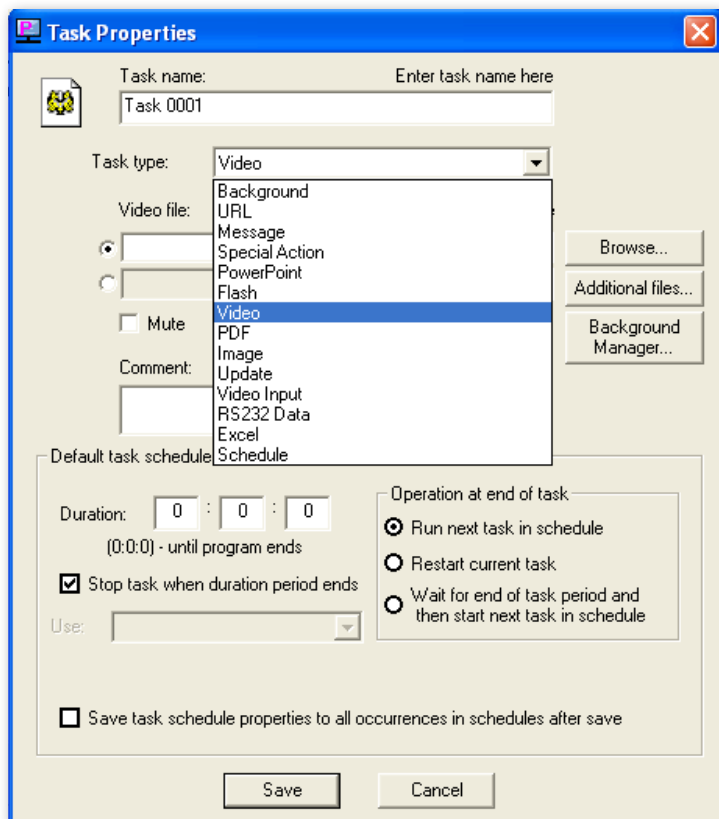 Task Properties
Task name:
Enter task name here
Task 0001
Task type:
Video
Background
URL
Message
Special Action
PowerPoint
Flash
Video
PDF
Image
Update
Video Input
RS232 Data
Excel
Schedule
Video file:
Browse...
Additional files...
Mute
Background
Manager...
Comment:
Default task schedule
Duration:
0 : 0 : 0
(0:0:0) - until program ends
Stop task when duration period ends
Use:
Operation at end of task
Run next task in schedule
Restart current task
Wait for end of task period and
then start next task in schedule
Save task schedule properties to all occurrences in schedules after save
Save
Cancel